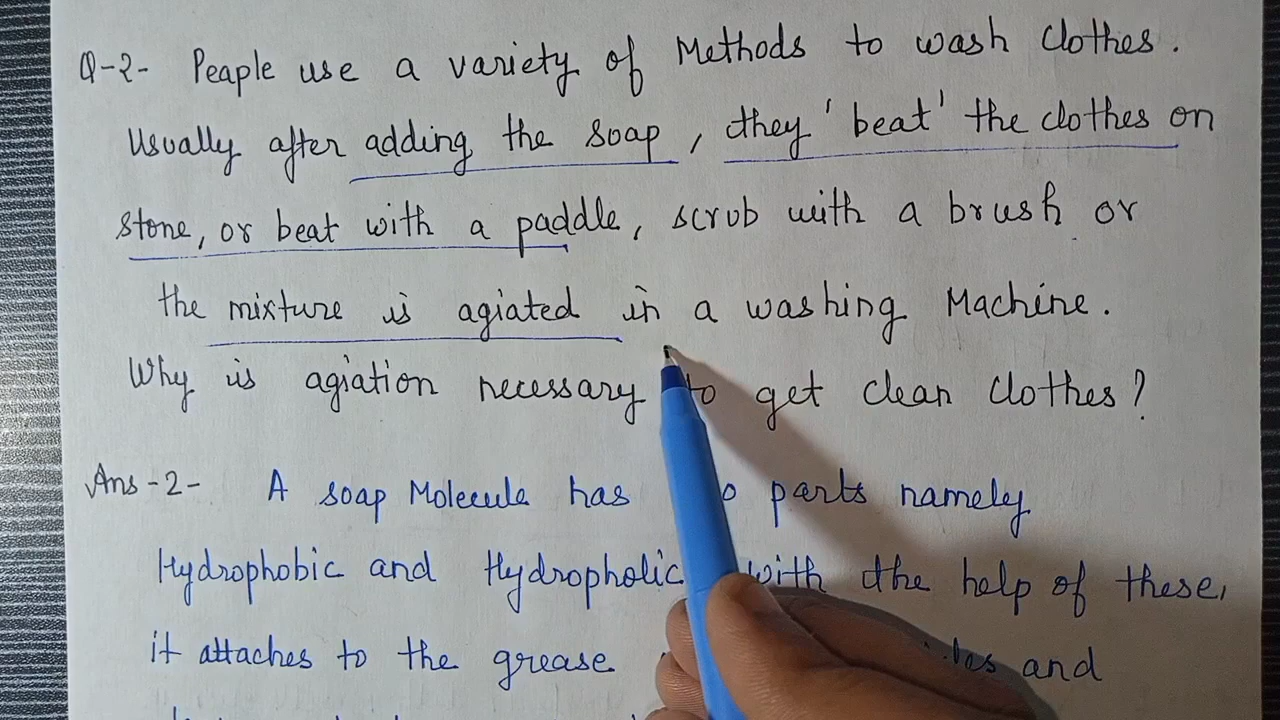 Q-2- Peaple use a variety of Methods to wash clothes.
Usually after adding the soap, they 'beat' the clothes on
stone, or beat with a paddle, scrub with a brush or
the mixture is agiated in a washing Machine.
Why is agiation necessary to get clean clothes?
Ans-2- A soap Molecule has parts namely
Hydrophobic and Hydropholic with the help of these,
it attaches to the grease and